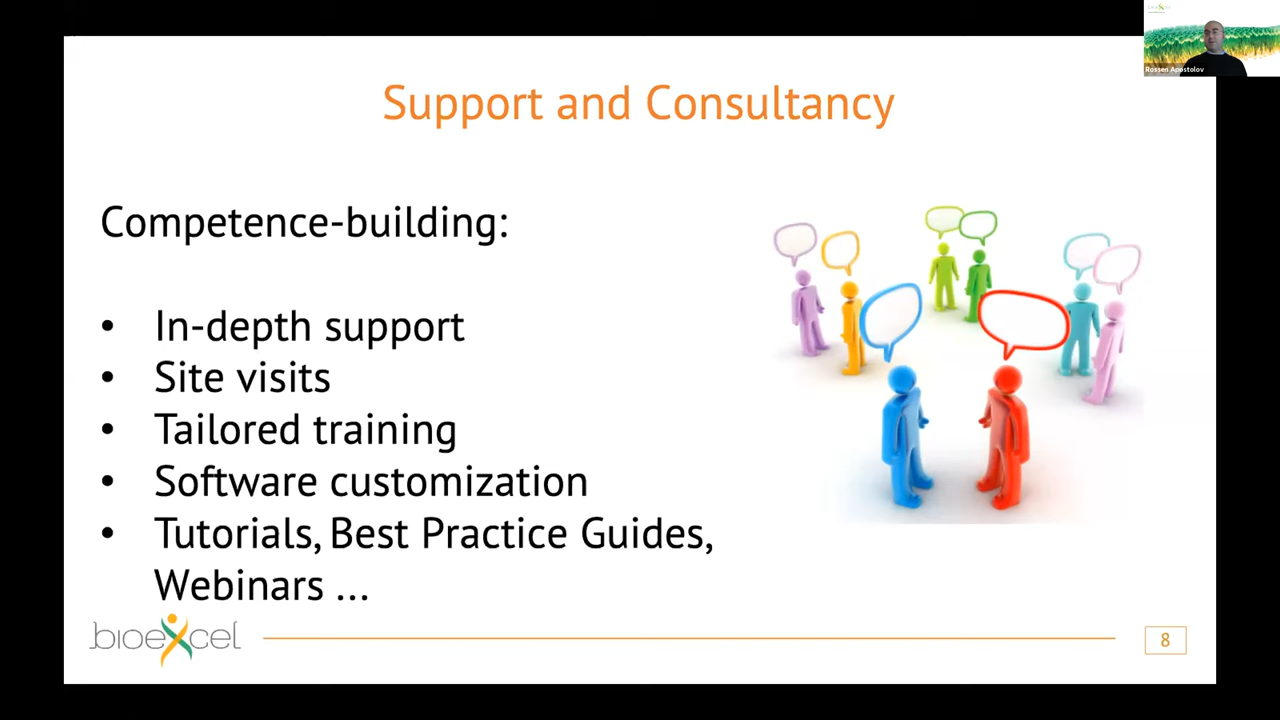 bioexcel
Rossen Apostolov
Support and Consultancy
Competence-building:
• In-depth support
• Site visits
• Tailored training
• Software customization
• Tutorials, Best Practice Guides,
Webinars ...
bioexcel
8